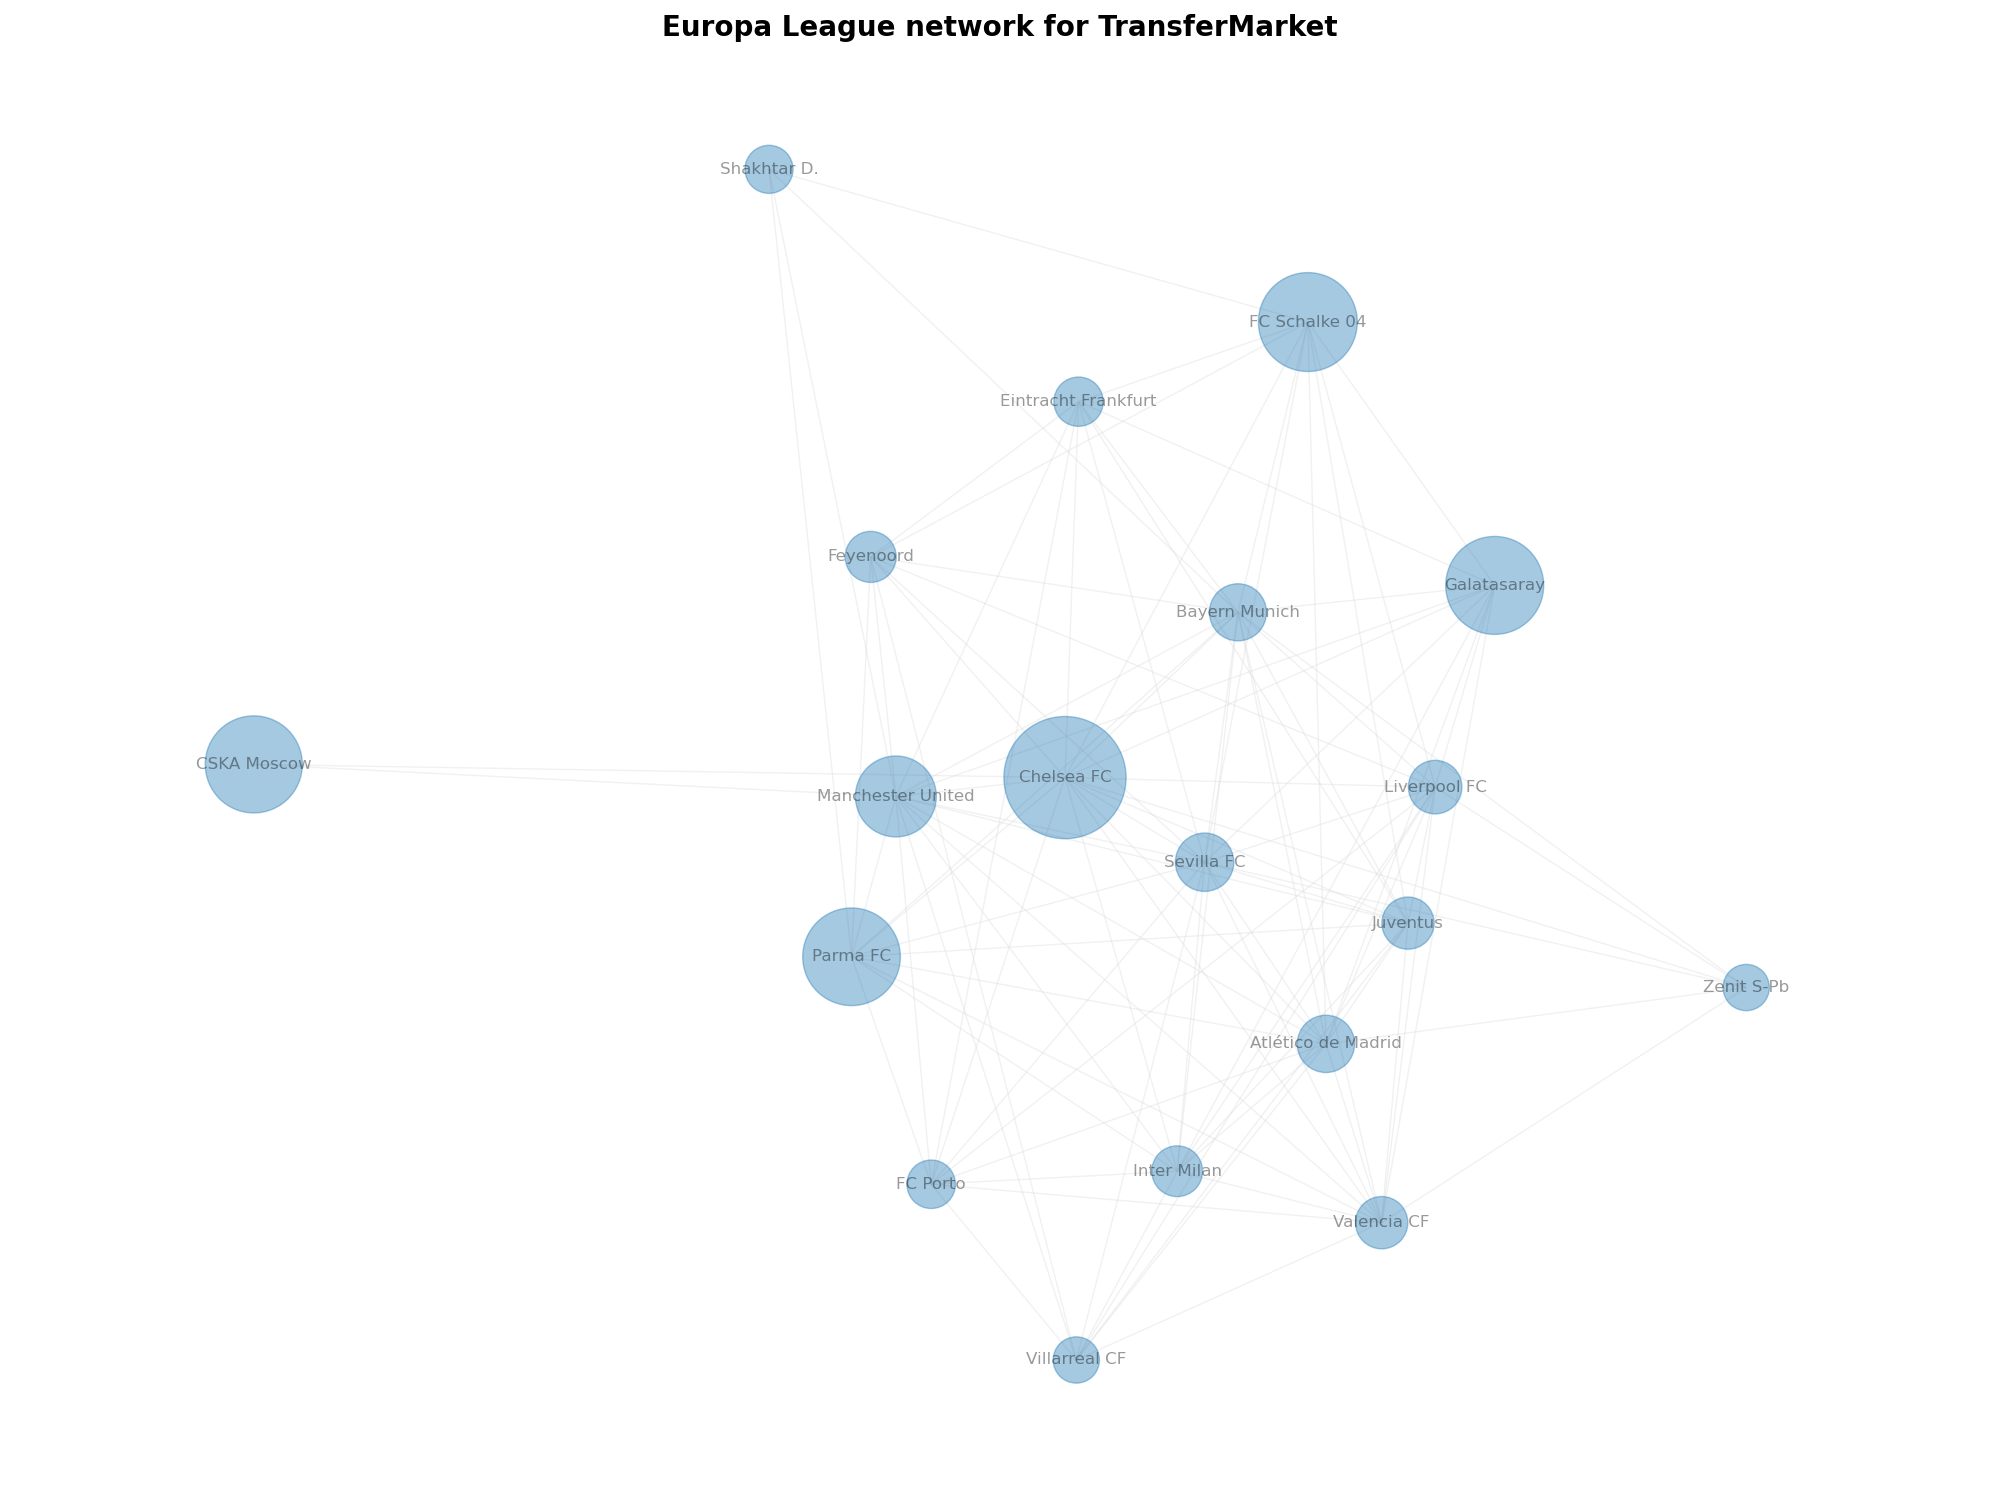 Europa League network for TransferMarket
Shakhtar D.
FC Schalke 04
Eintracht Frankfurt
Feyenoord
Galatasaray
Bayern Munich
CSKA Moscow
Chelsea FC
Liverpool FC
Manchester United
Sevilla FC
Juventus
Parma FC
Zenit S-Pb
Atlético de Madrid
Inter Milan
FC Porto
Valencia CF
Villarreal CF